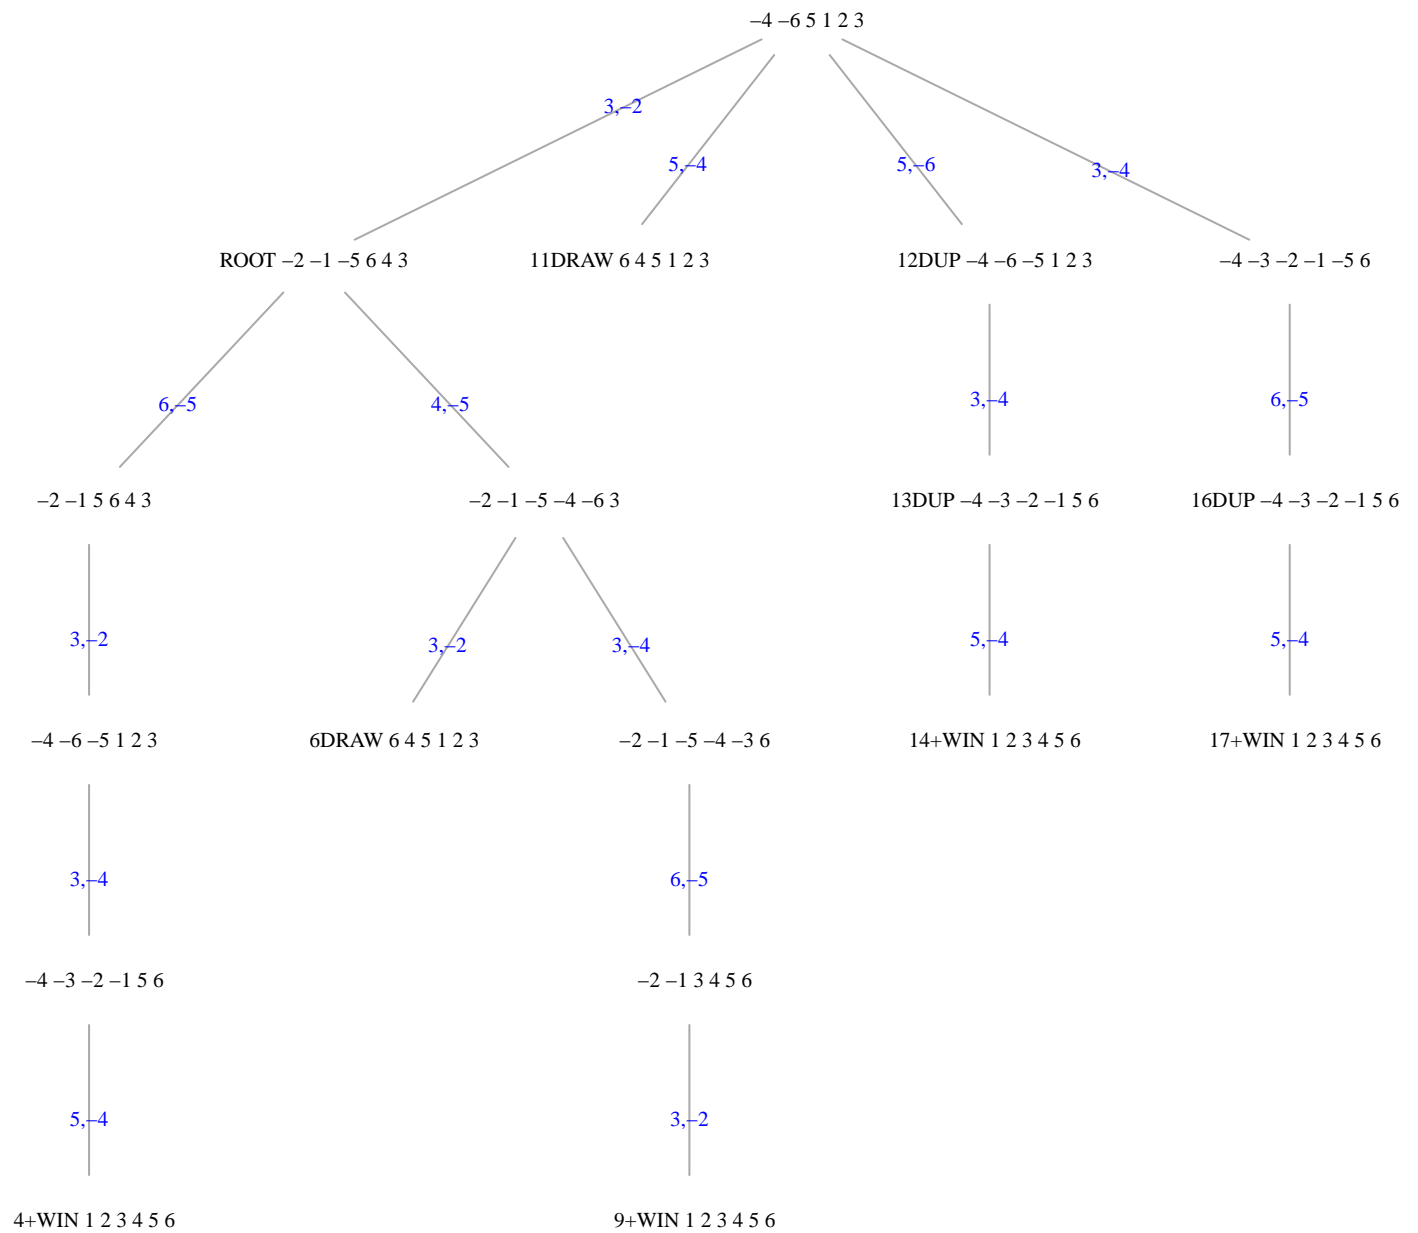 −4 −6 5 1 2 3
3,−2
5,−4
5,−6
3,−4
ROOT −2 −1 −5 6 4 3
11DRAW 6 4 5 1 2 3
12DUP −4 −6 −5 1 2 3
−4 −3 −2 −1 −5 6
6,−5
4,−5
3,−4
6,−5
−2 −1 5 6 4 3
−2 −1 −5 −4 −6 3
13DUP −4 −3 −2 −1 5 6
16DUP −4 −3 −2 −1 5 6
3,−2
3,−2
3,−4
5,−4
5,−4
−4 −6 −5 1 2 3
6DRAW 6 4 5 1 2 3
−2 −1 −5 −4 −3 6
14+WIN 1 2 3 4 5 6
17+WIN 1 2 3 4 5 6
3,−4
6,−5
−4 −3 −2 −1 5 6
−2 −1 3 4 5 6
5,−4
3,−2
4+WIN 1 2 3 4 5 6
9+WIN 1 2 3 4 5 6